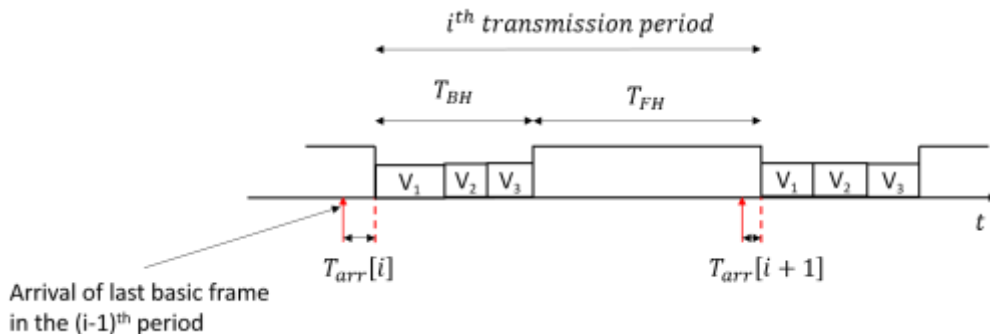 i^th transmission period
T_BH T_FH
V_1 V_2 V_3 V_1 V_2 V_3
t
T_arr[i] T_arr[i + 1]
Arrival of last basic frame
in the (i-1)^th period